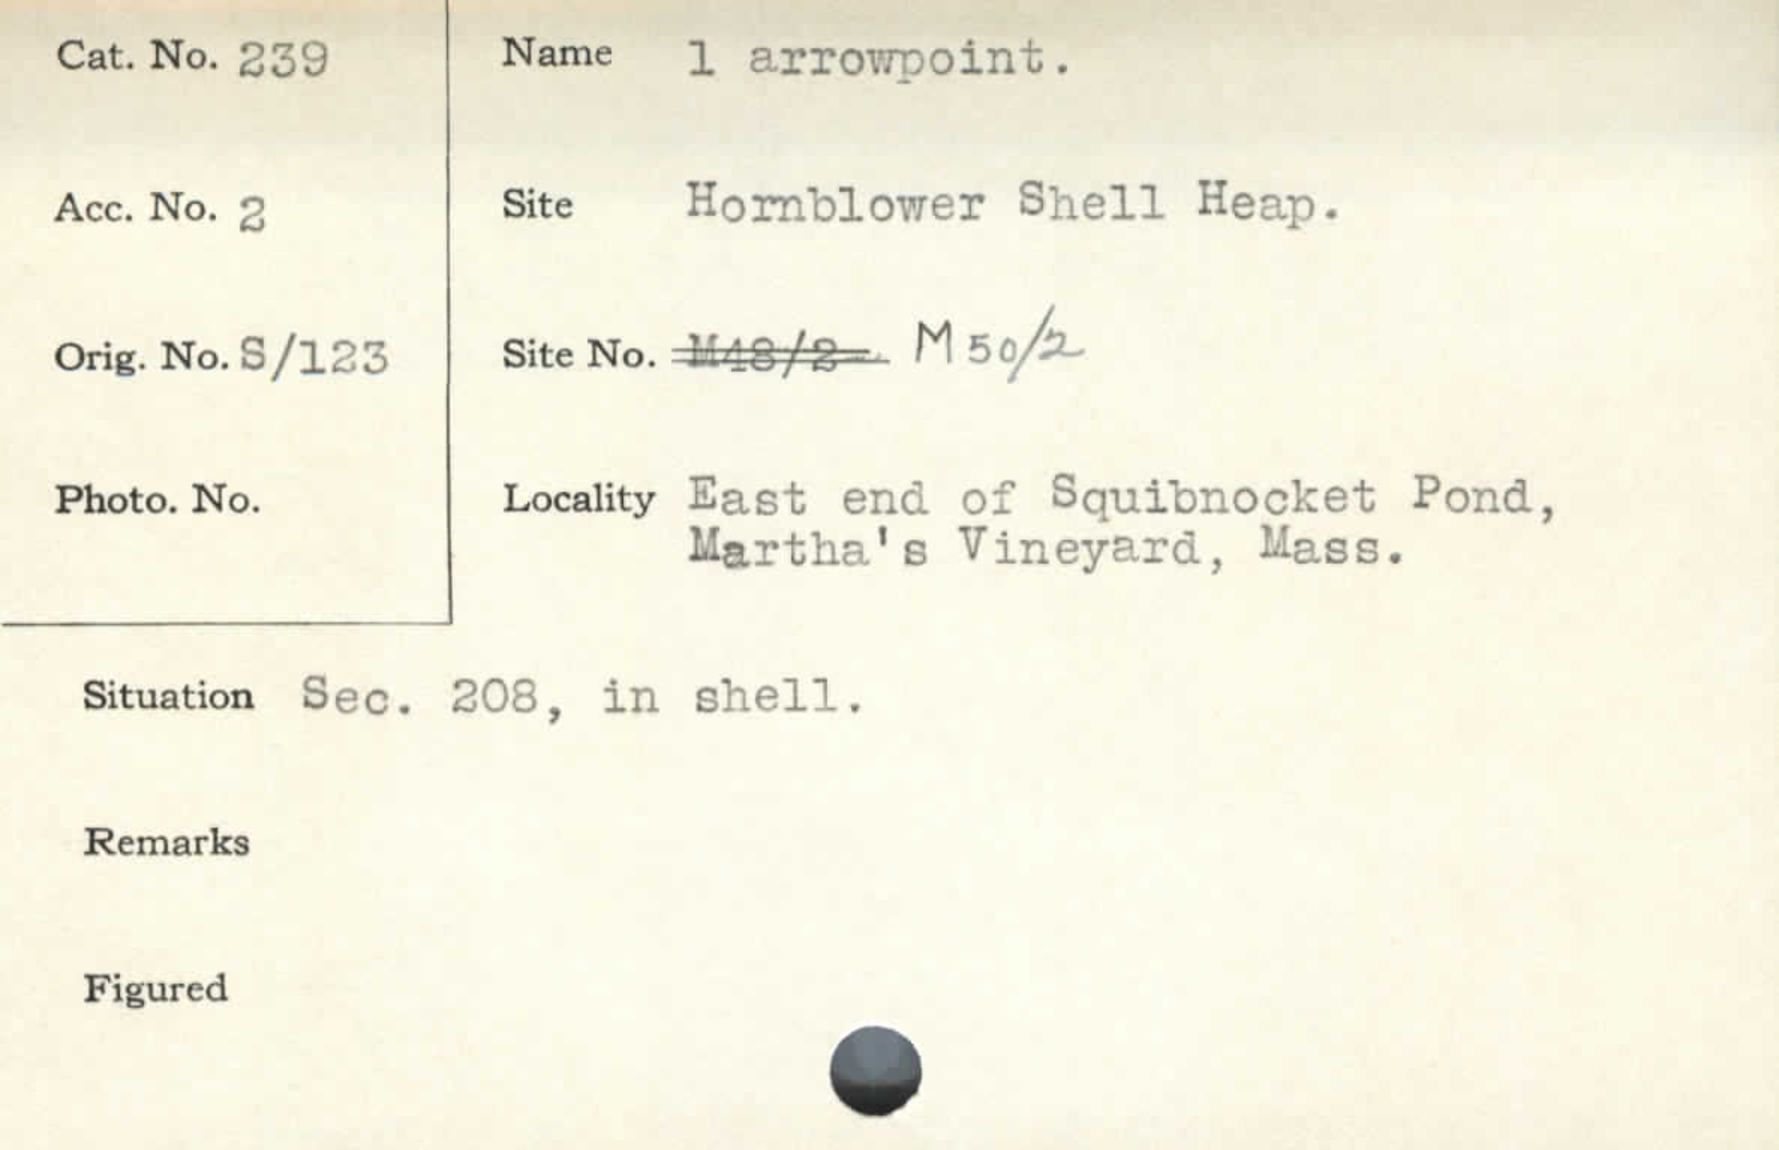 Cat. No. 239
Name 1 arrowpoint.
Acc. No. 2
Site Hornblower Shell Heap.
Orig. No. S/123
Site No. M48/2 M50/2
Photo. No.
Locality East end of Squibnocket Pond,
Martha's Vineyard, Mass.
Situation Sec. 208, in shell.
Remarks
Figured